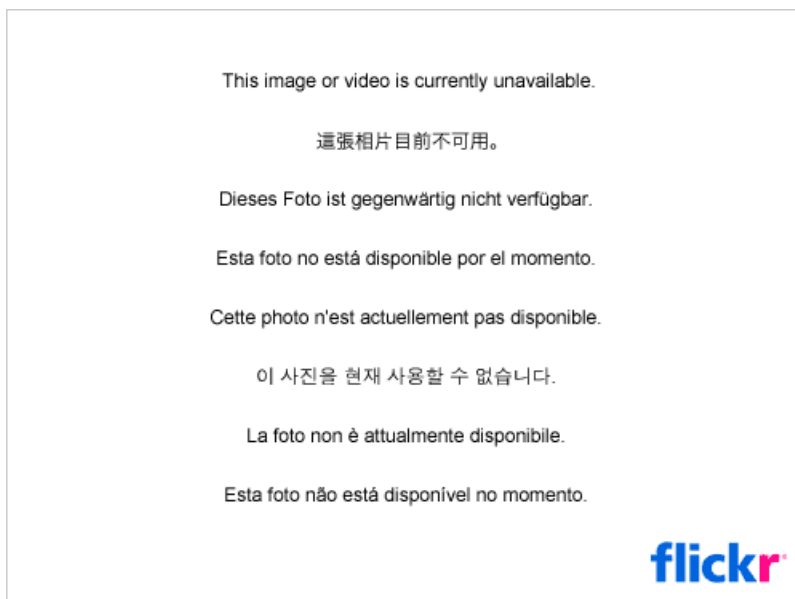 This image or video is currently unavailable.
這張相片目前不可用。
Dieses Foto ist gegenwärtig nicht verfügbar.
Esta foto no está disponible por el momento.
Cette photo n'est actuellement pas disponible.
이 사진을 현재 사용할 수 없습니다.
La foto non è attualmente disponibile.
Esta foto não está disponível no momento.
flickr